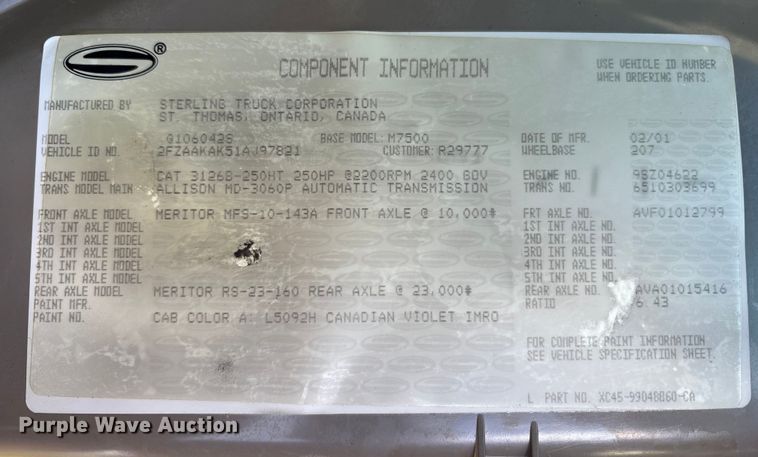 ®
COMPONENT INFORMATION
USE VEHICLE ID NUMBER
WHEN ORDERING PARTS.
MANUFACTURED BY STERLING TRUCK CORPORATION
ST. THOMAS, ONTARIO, CANADA
MODEL G106042S BASE MODEL: M7500 DATE OF MFR. 02/01
VEHICLE ID NO. 2FZAAKAK51AJ97821 CUSTOMER: R29777 WHEELBASE 207
ENGINE MODEL CAT 3126B-250HT 250HP @2200RPM 2400 GOV ENGINE NO. 9SZ04622
TRANS MODEL MAIN ALLISON MD-3060P AUTOMATIC TRANSMISSION TRANS NO. 6510303699
FRONT AXLE MODEL MERITOR MFS-10-143A FRONT AXLE @ 10,000# FRT AXLE NO. AVF01012799
1ST INT AXLE MODEL 1ST INT AXLE NO.
2ND INT AXLE MODEL 2ND INT AXLE NO.
3RD INT AXLE MODEL 3RD INT AXLE NO.
4TH INT AXLE MODEL 4TH INT AXLE NO.
5TH INT AXLE MODEL 5TH INT AXLE NO.
REAR AXLE MODEL MERITOR RS-23-160 REAR AXLE @ 23,000# REAR AXLE NO. AVA01015416
PAINT MFR. RATIO 6.43
PAINT NO. CAB COLOR A: L5092H CANADIAN VIOLET IMRO
FOR COMPLETE PAINT INFORMATION
SEE VEHICLE SPECIFICATION SHEET.
L PART NO. XC45-9904BB60-CA
Purple Wave Auction